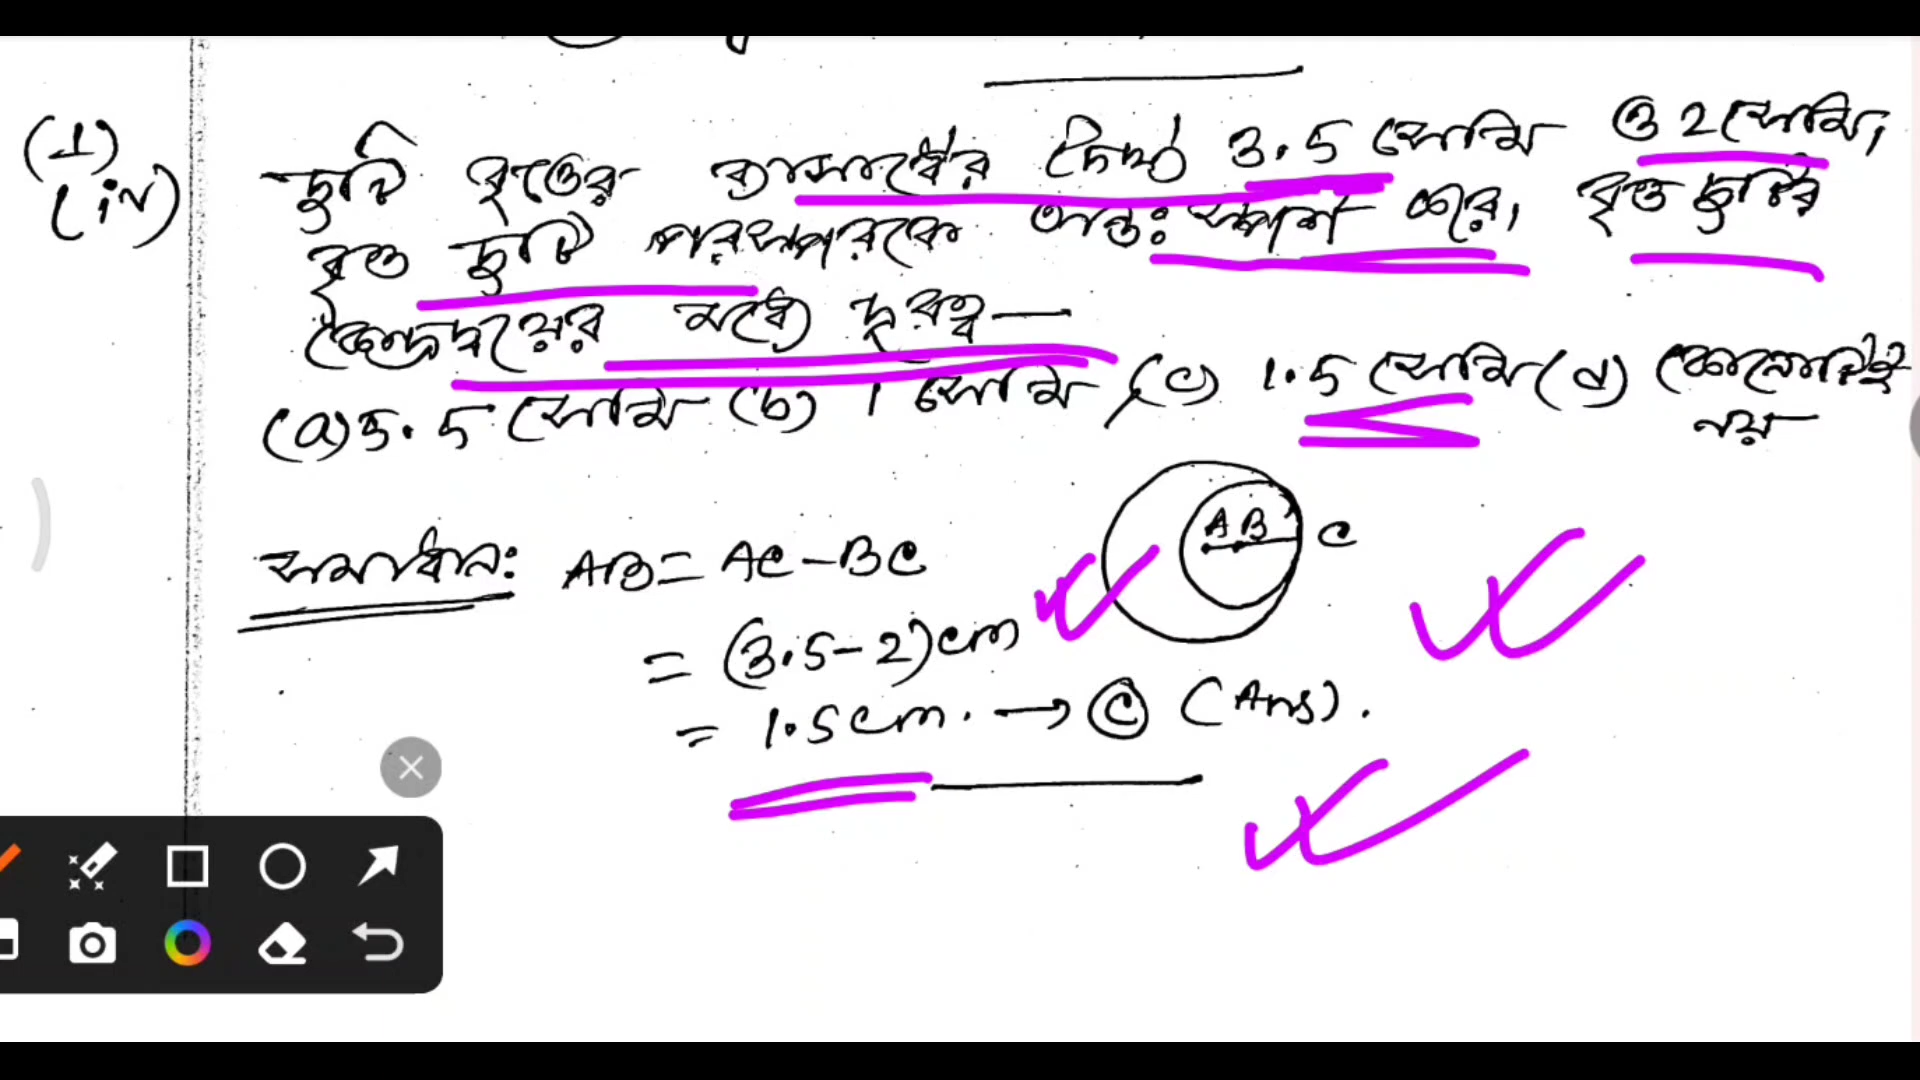 (1)
(iv)
দুটি বৃত্তের ব্যাসার্ধের দৈর্ঘ্য 3.5 সেমি ও 2 সেমি।
বৃত্ত দুটি পরস্পরকে অন্তঃস্পর্শ করে। বৃত্ত দুটির
কেন্দ্রদ্বয়ের মধ্যে দূরত্ব—
(a) 5.5 সেমি (b) 1 সেমি (c) 1.5 সেমি (d) কোনোটিই
নয়
A B C
সমাধান: AB = AC - BC
= (3.5 - 2) cm
= 1.5 cm. → ⓒ (Ans).